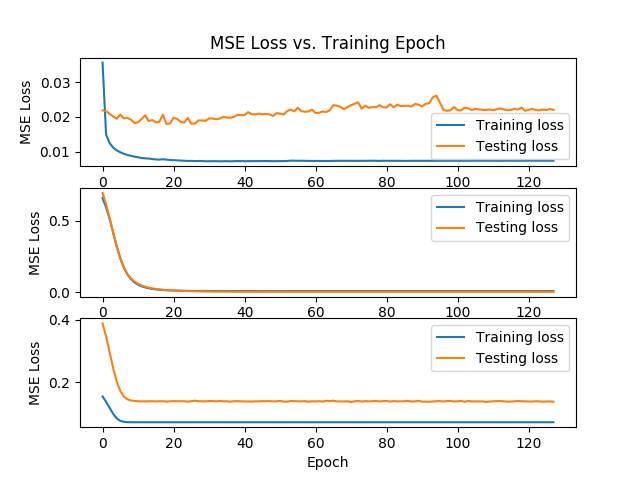 MSE Loss vs. Training Epoch
MSE Loss
0.03
0.02
0.01
Training loss
Testing loss
0 20 40 60 80 100 120
MSE Loss
0.5
0.0
Training loss
Testing loss
0 20 40 60 80 100 120
MSE Loss
0.4
0.2
Training loss
Testing loss
0 20 40 60 80 100 120
Epoch